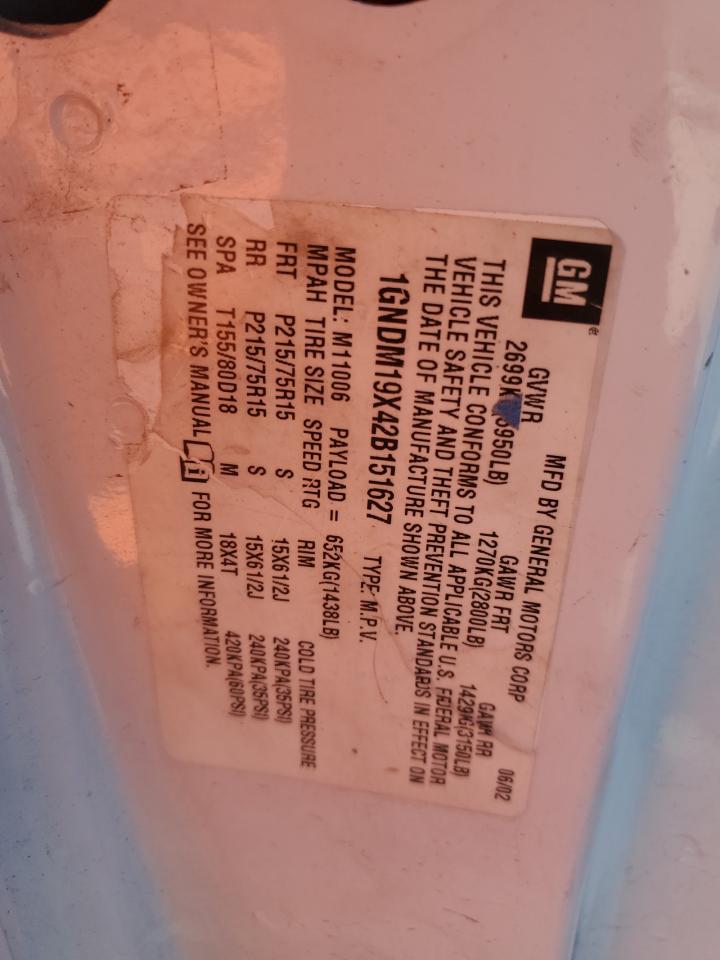 GM
MFD BY GENERAL MOTORS CORP 06/02
GVWR GAWR FRT GAWR RR
2699K 3950LB) 1270KG(2800LB) 1429KG(3150LB)
THIS VEHICLE CONFORMS TO ALL APPLICABLE U.S. FEDERAL MOTOR
VEHICLE SAFETY AND THEFT PREVENTION STANDARDS IN EFFECT ON
THE DATE OF MANUFACTURE SHOWN ABOVE.
1GNDM19X42B151627 TYPE: M.P.V.
MODEL: M11006 PAYLOAD = 652KG(1438LB)
MPAH TIRE SIZE SPEED RTG RIM COLD TIRE PRESSURE
FRT P215/75R15 S 15X61/2J 240KPA(35PSI)
RR P215/75R15 S 15X61/2J 240KPA(35PSI)
SPA T155/80D18 M 18X4T 420KPA(60PSI)
SEE OWNER'S MANUAL FOR MORE INFORMATION.